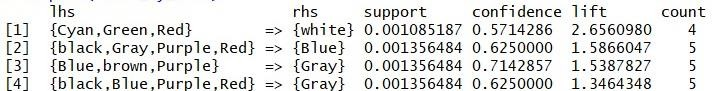 lhs rhs support confidence lift count
[1] {Cyan,Green,Red} => {white} 0.001085187 0.5714286 2.6560980 4
[2] {black,Gray,Purple,Red} => {Blue} 0.001356484 0.6250000 1.5866047 5
[3] {Blue,brown,Purple} => {Gray} 0.001356484 0.7142857 1.5387827 5
[4] {black,Blue,Purple,Red} => {Gray} 0.001356484 0.6250000 1.3464348 5